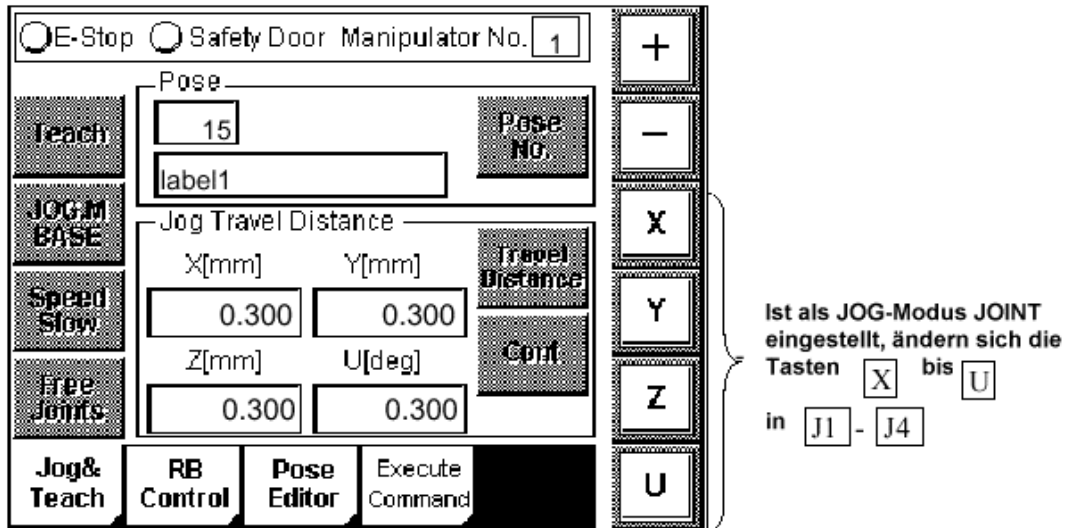 E-Stop Safety Door Manipulator No. 1
+
Pose
Teach
15
Pose
No.
−
label1
JOG.M
BASE
Jog Travel Distance
X
X[mm] Y[mm]
Travel
Distance
Speed
Slow
0.300 0.300
Y
Z[mm] U[deg]
Cont.
Free
Joints
0.300 0.300
Z
Jog&
Teach
RB
Control
Pose
Editor
Execute
Command
U
Ist als JOG-Modus JOINT
eingestellt, ändern sich die
Tasten X bis U
in J1 - J4